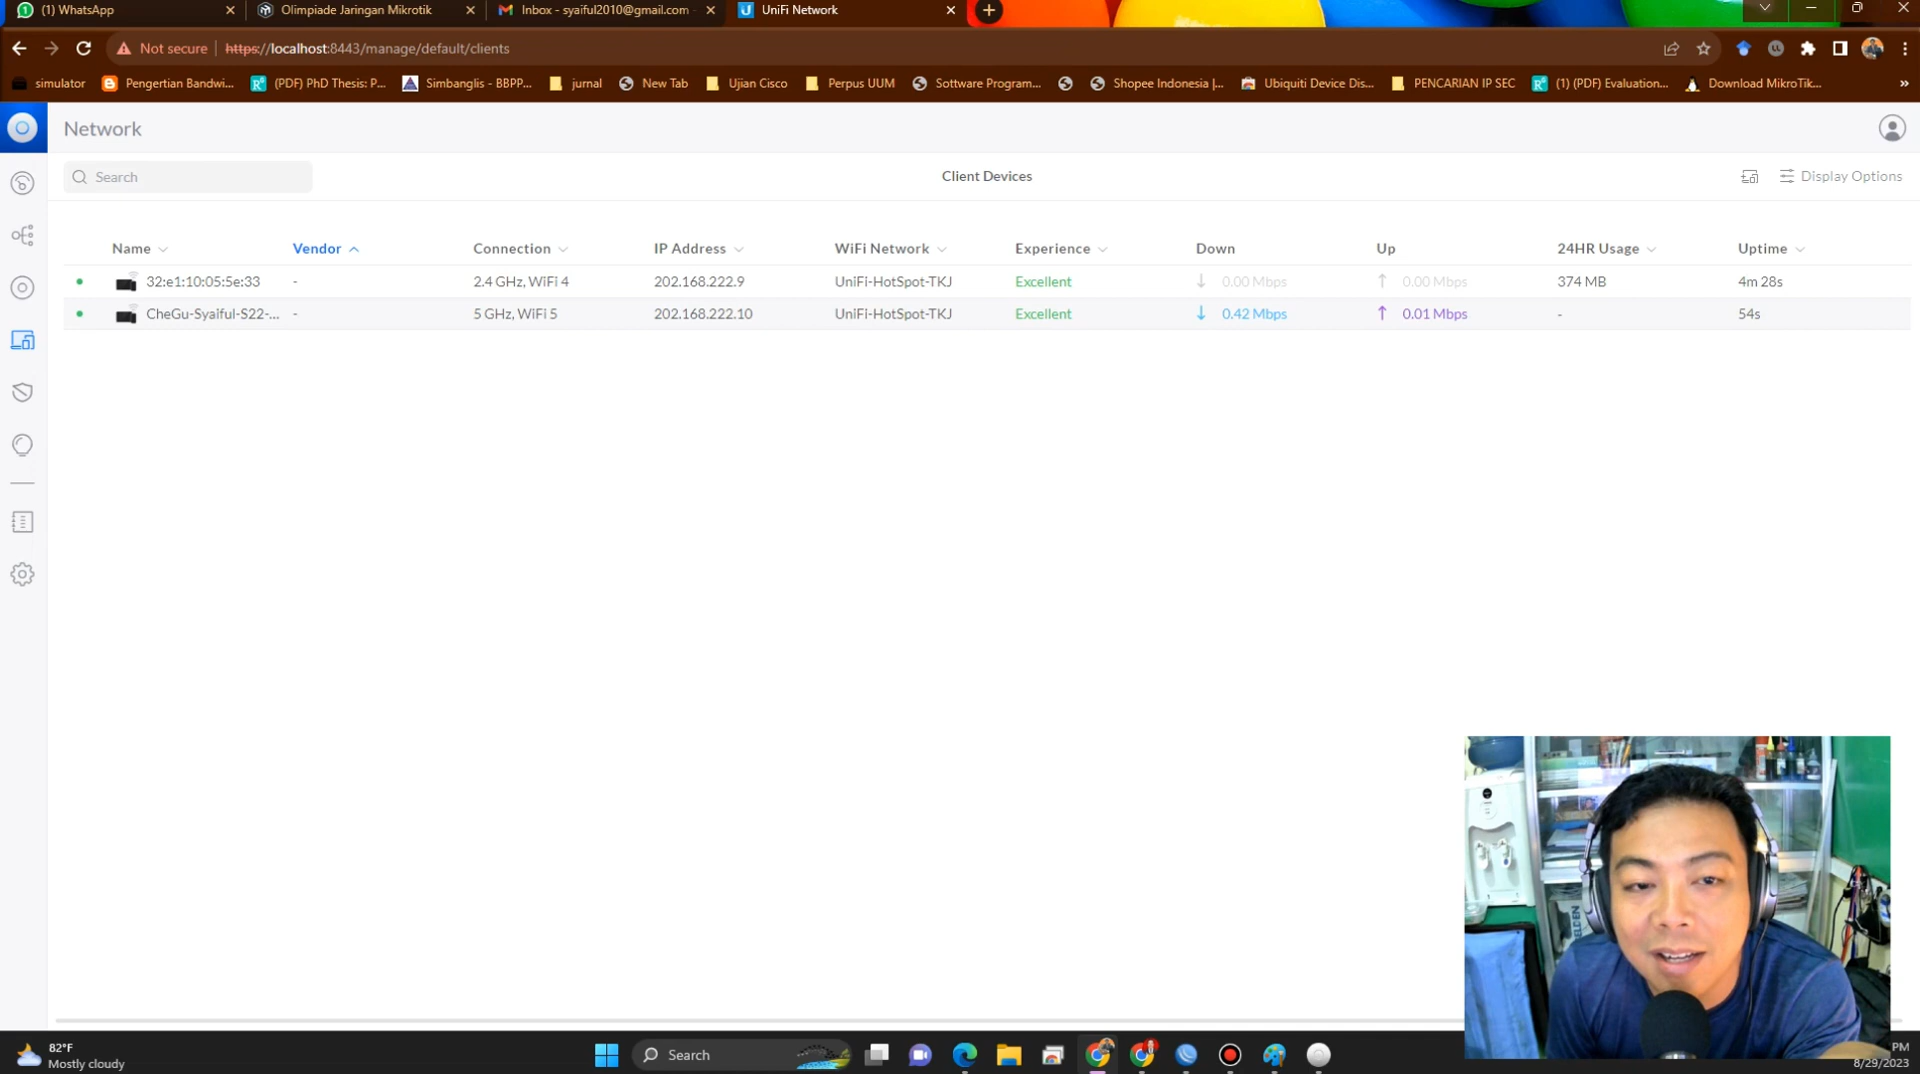 (1) WhatsApp
Olimpiade Jaringan Mikrotik
Inbox - syaiful2010@gmail.com
UniFi Network
Not secure
https://localhost:8443/manage/default/clients
simulator
Pengertian Bandwi...
(PDF) PhD Thesis: P...
Simbanglis - BBPP...
jurnal
New Tab
Ujian Cisco
Perpus UUM
Sottware Program...
Shopee Indonesia |...
Ubiquiti Device Dis...
PENCARIAN IP SEC
(1) (PDF) Evaluation...
Download MikroTik...
Network
Search
Client Devices
Display Options
Name Vendor Connection IP Address WiFi Network Experience Down Up 24HR Usage Uptime
32:e1:10:05:5e:33 - 2.4 GHz, WiFi 4 202.168.222.9 UniFi-HotSpot-TKJ Excellent 0.00 Mbps 0.00 Mbps 374 MB 4m 28s
CheGu-Syaiful-S22-... - 5 GHz, WiFi 5 202.168.222.10 UniFi-HotSpot-TKJ Excellent 0.42 Mbps 0.01 Mbps - 54s
82°F
Mostly cloudy
Search
PM
8/29/2023